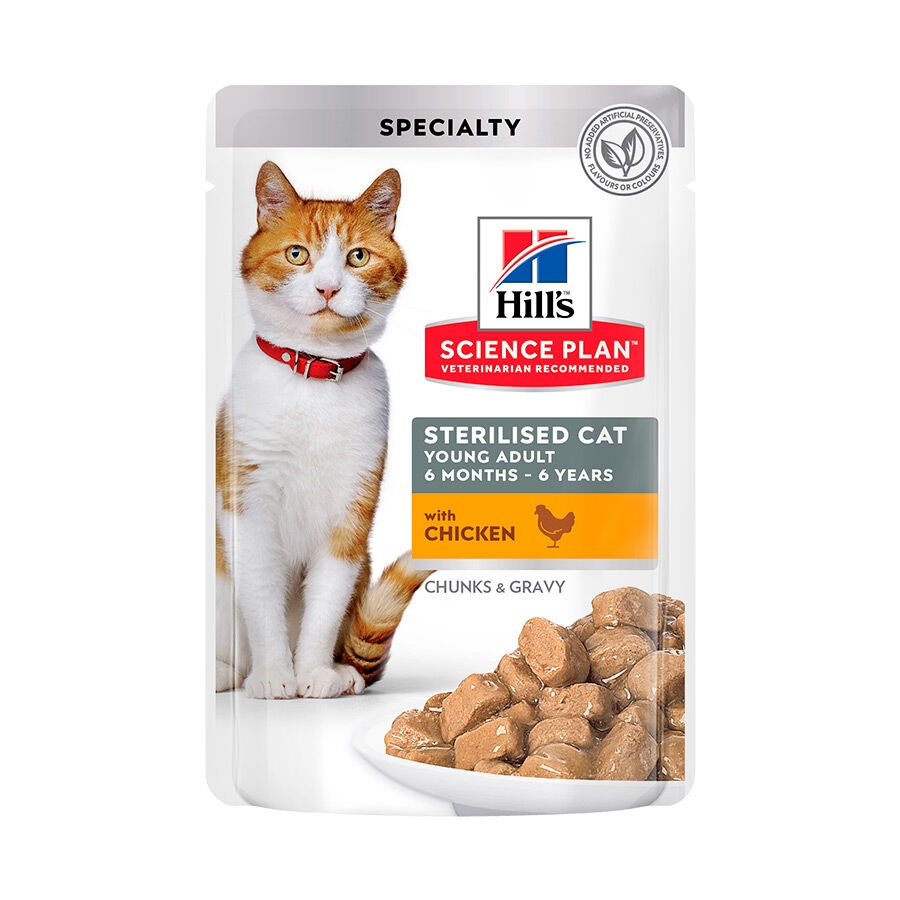 SPECIALTY
NO ADDED ARTIFICIAL PRESERVATIVES
FLAVOURS OR COLOURS
Hill's™
SCIENCE PLAN™
VETERINARIAN RECOMMENDED
STERILISED CAT
YOUNG ADULT
6 MONTHS - 6 YEARS
with
CHICKEN
CHUNKS & GRAVY